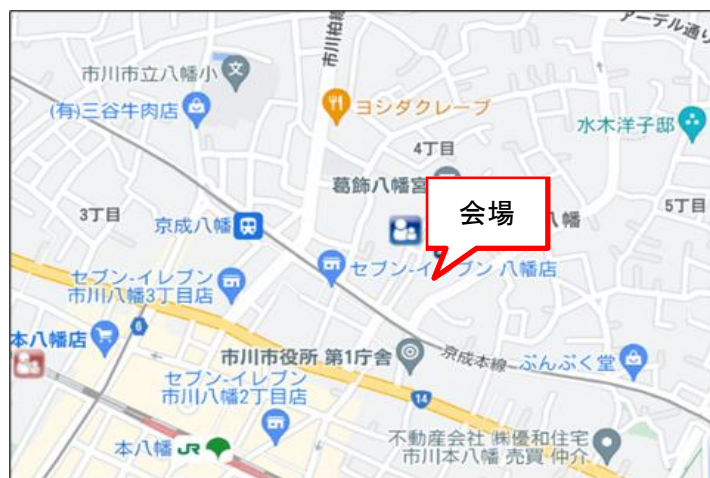 アーデル通り
市川柏線
市川市立八幡小
(有)三谷牛肉店
ヨシダクレープ
水木洋子邸
4丁目
葛飾八幡宮
会場
八幡
5丁目
3丁目
京成八幡
セブン-イレブン 八幡店
セブン-イレブン
市川八幡3丁目店
本八幡店
6
市川市役所 第1庁舎
京成本線
ぷんぷく堂
セブン-イレブン
市川八幡2丁目店
14
本八幡 JR
不動産会社 ㈱優和住宅
市川本八幡 売買 仲介